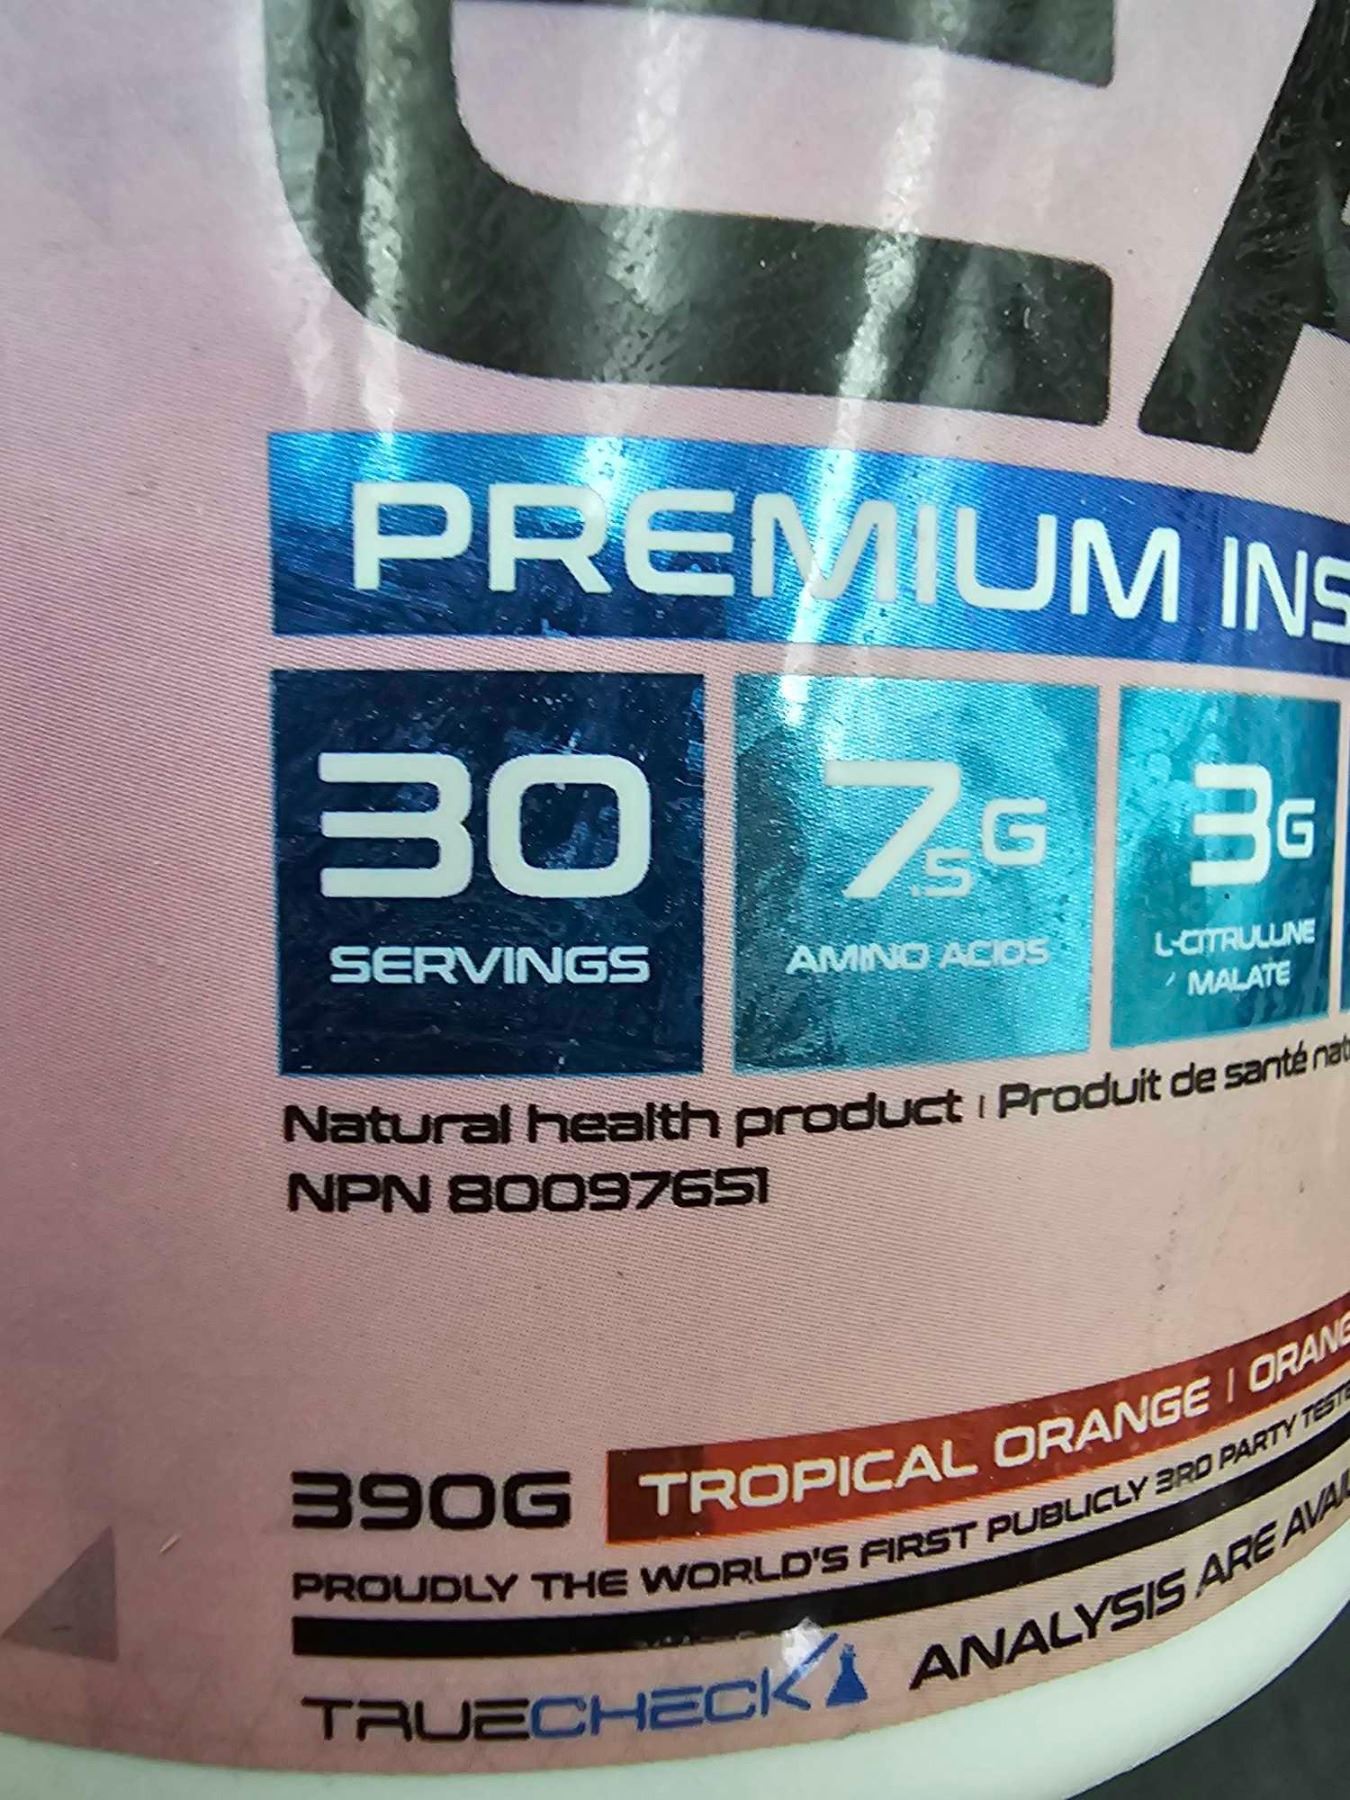 PREMIUM INS
30
SERVINGS
7.5G
AMINO ACIDS
3G
L-CITRULLINE
MALATE
Natural health product | Produit de santé nat
NPN 80097651
390G
TROPICAL ORANGE | ORANG
PROUDLY THE WORLD'S FIRST PUBLICLY 3RD PARTY TESTE
TRUECHECK
ANALYSIS ARE AVAI